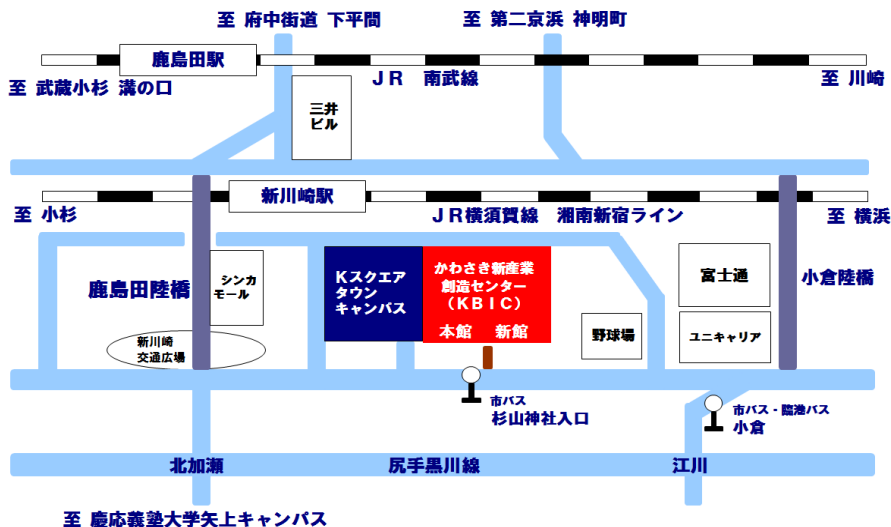 至 府中街道 下平間
至 第二京浜 神明町
鹿島田駅
至 武蔵小杉 溝の口
ＪＲ　南武線
至 川崎
三井
ビル
新川崎駅
至 小杉
ＪＲ横須賀線　湘南新宿ライン
至 横浜
鹿島田陸橋
シンカ
モール
Ｋスクエア
タウン
キャンパス
かわさき新産業
創造センター
（ＫＢＩＣ）
本館　新館
野球場
富士通
ユニキャリア
小倉陸橋
新川崎
交通広場
市バス
杉山神社入口
市バス・臨港バス
小倉
北加瀬
尻手黒川線
江川
至 慶応義塾大学矢上キャンパス